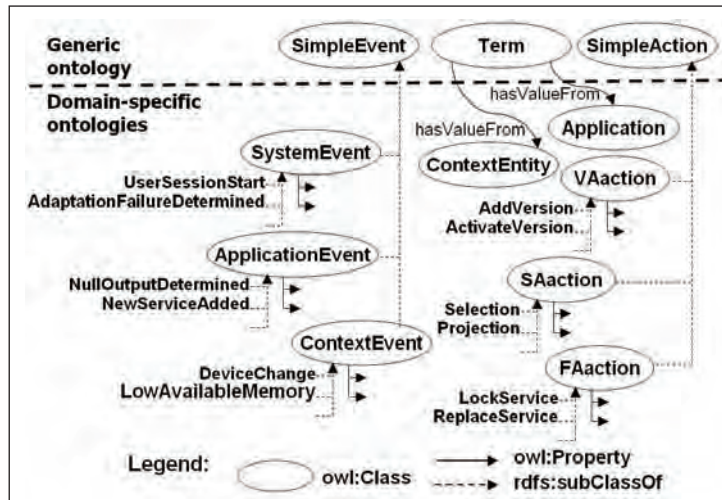 Generic ontology
SimpleEvent
Term
SimpleAction
Domain-specific ontologies
hasValueFrom
hasValueFrom
Application
ContextEntity
SystemEvent
UserSessionStart
AdaptationFailureDetermined
VAaction
AddVersion
ActivateVersion
ApplicationEvent
NullOutputDetermined
NewServiceAdded
SAaction
Selection
Projection
ContextEvent
DeviceChange
LowAvailableMemory
FAaction
LockService
ReplaceService
Legend:
owl:Class
owl:Property
rdfs:subClassOf